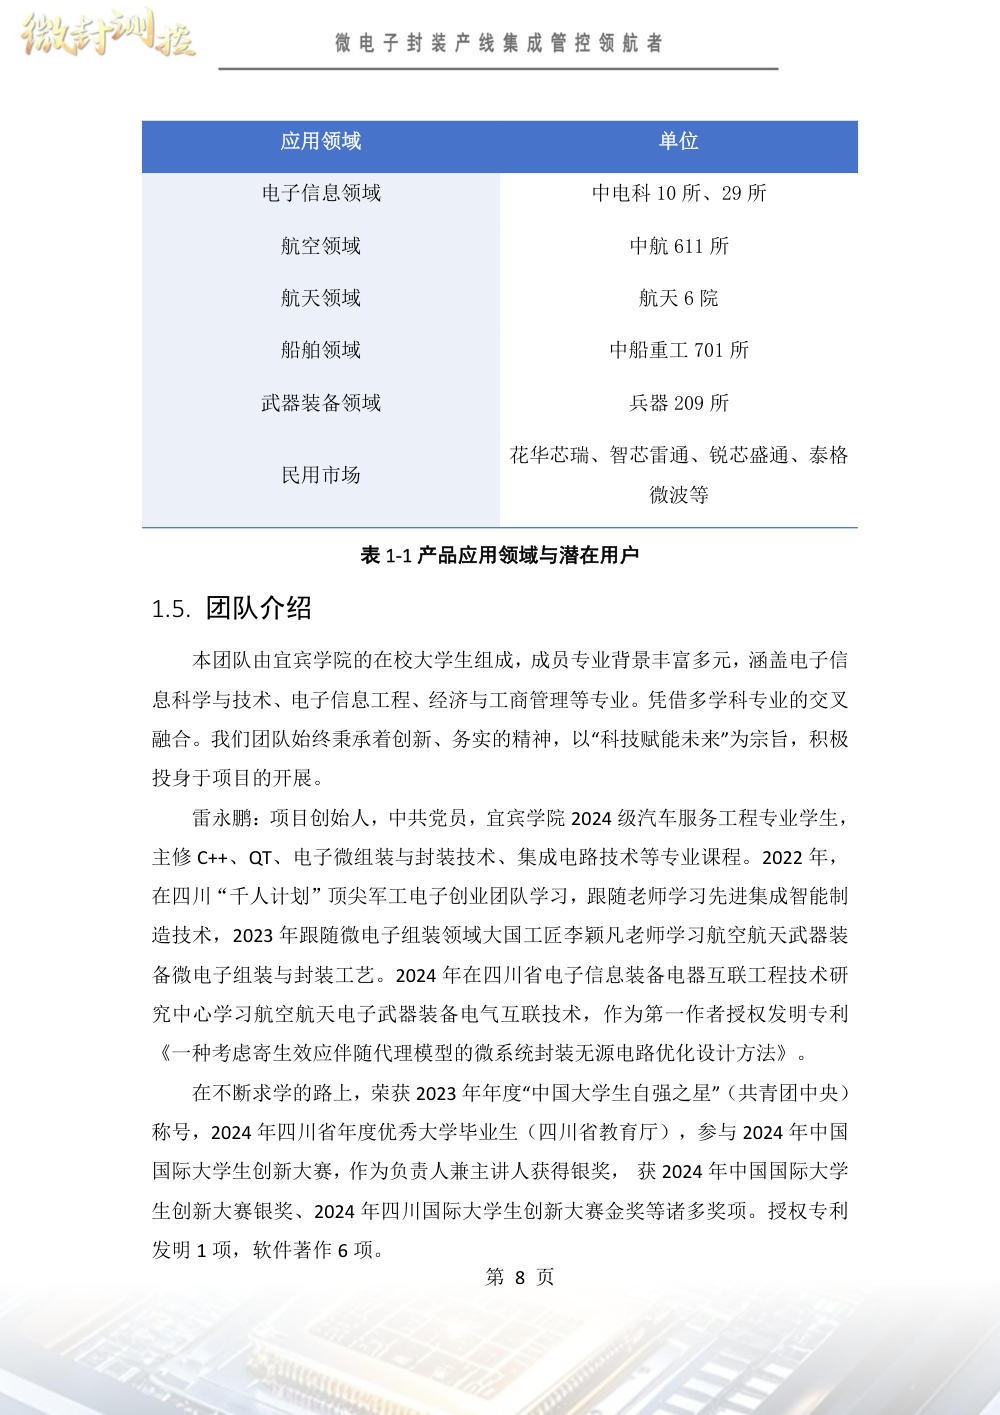 微封测控
微电子封装产线集成管控领航者
应用领域 单位
电子信息领域 中电科 10 所、29 所
航空领域 中航 611 所
航天领域 航天 6 院
船舶领域 中船重工 701 所
武器装备领域 兵器 209 所
民用市场 花华芯瑞、智芯雷通、锐芯盛通、泰格
微波等
表 1-1 产品应用领域与潜在用户
1.5. 团队介绍
本团队由宜宾学院的在校大学生组成，成员专业背景丰富多元，涵盖电子信
息科学与技术、电子信息工程、经济与工商管理等专业。凭借多学科专业的交叉
融合。我们团队始终秉承着创新、务实的精神，以“科技赋能未来”为宗旨，积极
投身于项目的开展。
雷永鹏：项目创始人，中共党员，宜宾学院 2024 级汽车服务工程专业学生，
主修 C++、QT、电子微组装与封装技术、集成电路技术等专业课程。2022 年，
在四川“千人计划”顶尖军工电子创业团队学习，跟随老师学习先进集成智能制
造技术，2023 年跟随微电子组装领域大国工匠李颖凡老师学习航空航天武器装
备微电子组装与封装工艺。2024 年在四川省电子信息装备电器互联工程技术研
究中心学习航空航天电子武器装备电气互联技术，作为第一作者授权发明专利
《一种考虑寄生效应伴随代理模型的微系统封装无源电路优化设计方法》。
在不断求学的路上，荣获 2023 年年度“中国大学生自强之星”（共青团中央）
称号，2024 年四川省年度优秀大学毕业生（四川省教育厅），参与 2024 年中国
国际大学生创新大赛，作为负责人兼主讲人获得银奖， 获 2024 年中国国际大学
生创新大赛银奖、2024 年四川国际大学生创新大赛金奖等诸多奖项。授权专利
发明 1 项，软件著作 6 项。
第 8 页